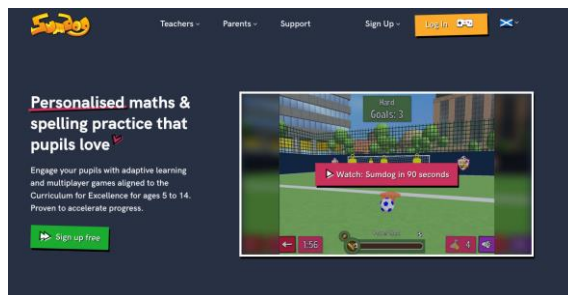 Sumdog
Teachers
Parents
Support
Sign Up
Log in
Personalised maths &
spelling practice that
pupils love
Engage your pupils with adaptive learning
and multiplayer games aligned to the
Curriculum for Excellence for ages 5 to 14.
Proven to accelerate progress.
Sign up free
Hard
Goals: 3
Watch: Sumdog in 90 seconds
1:56
4